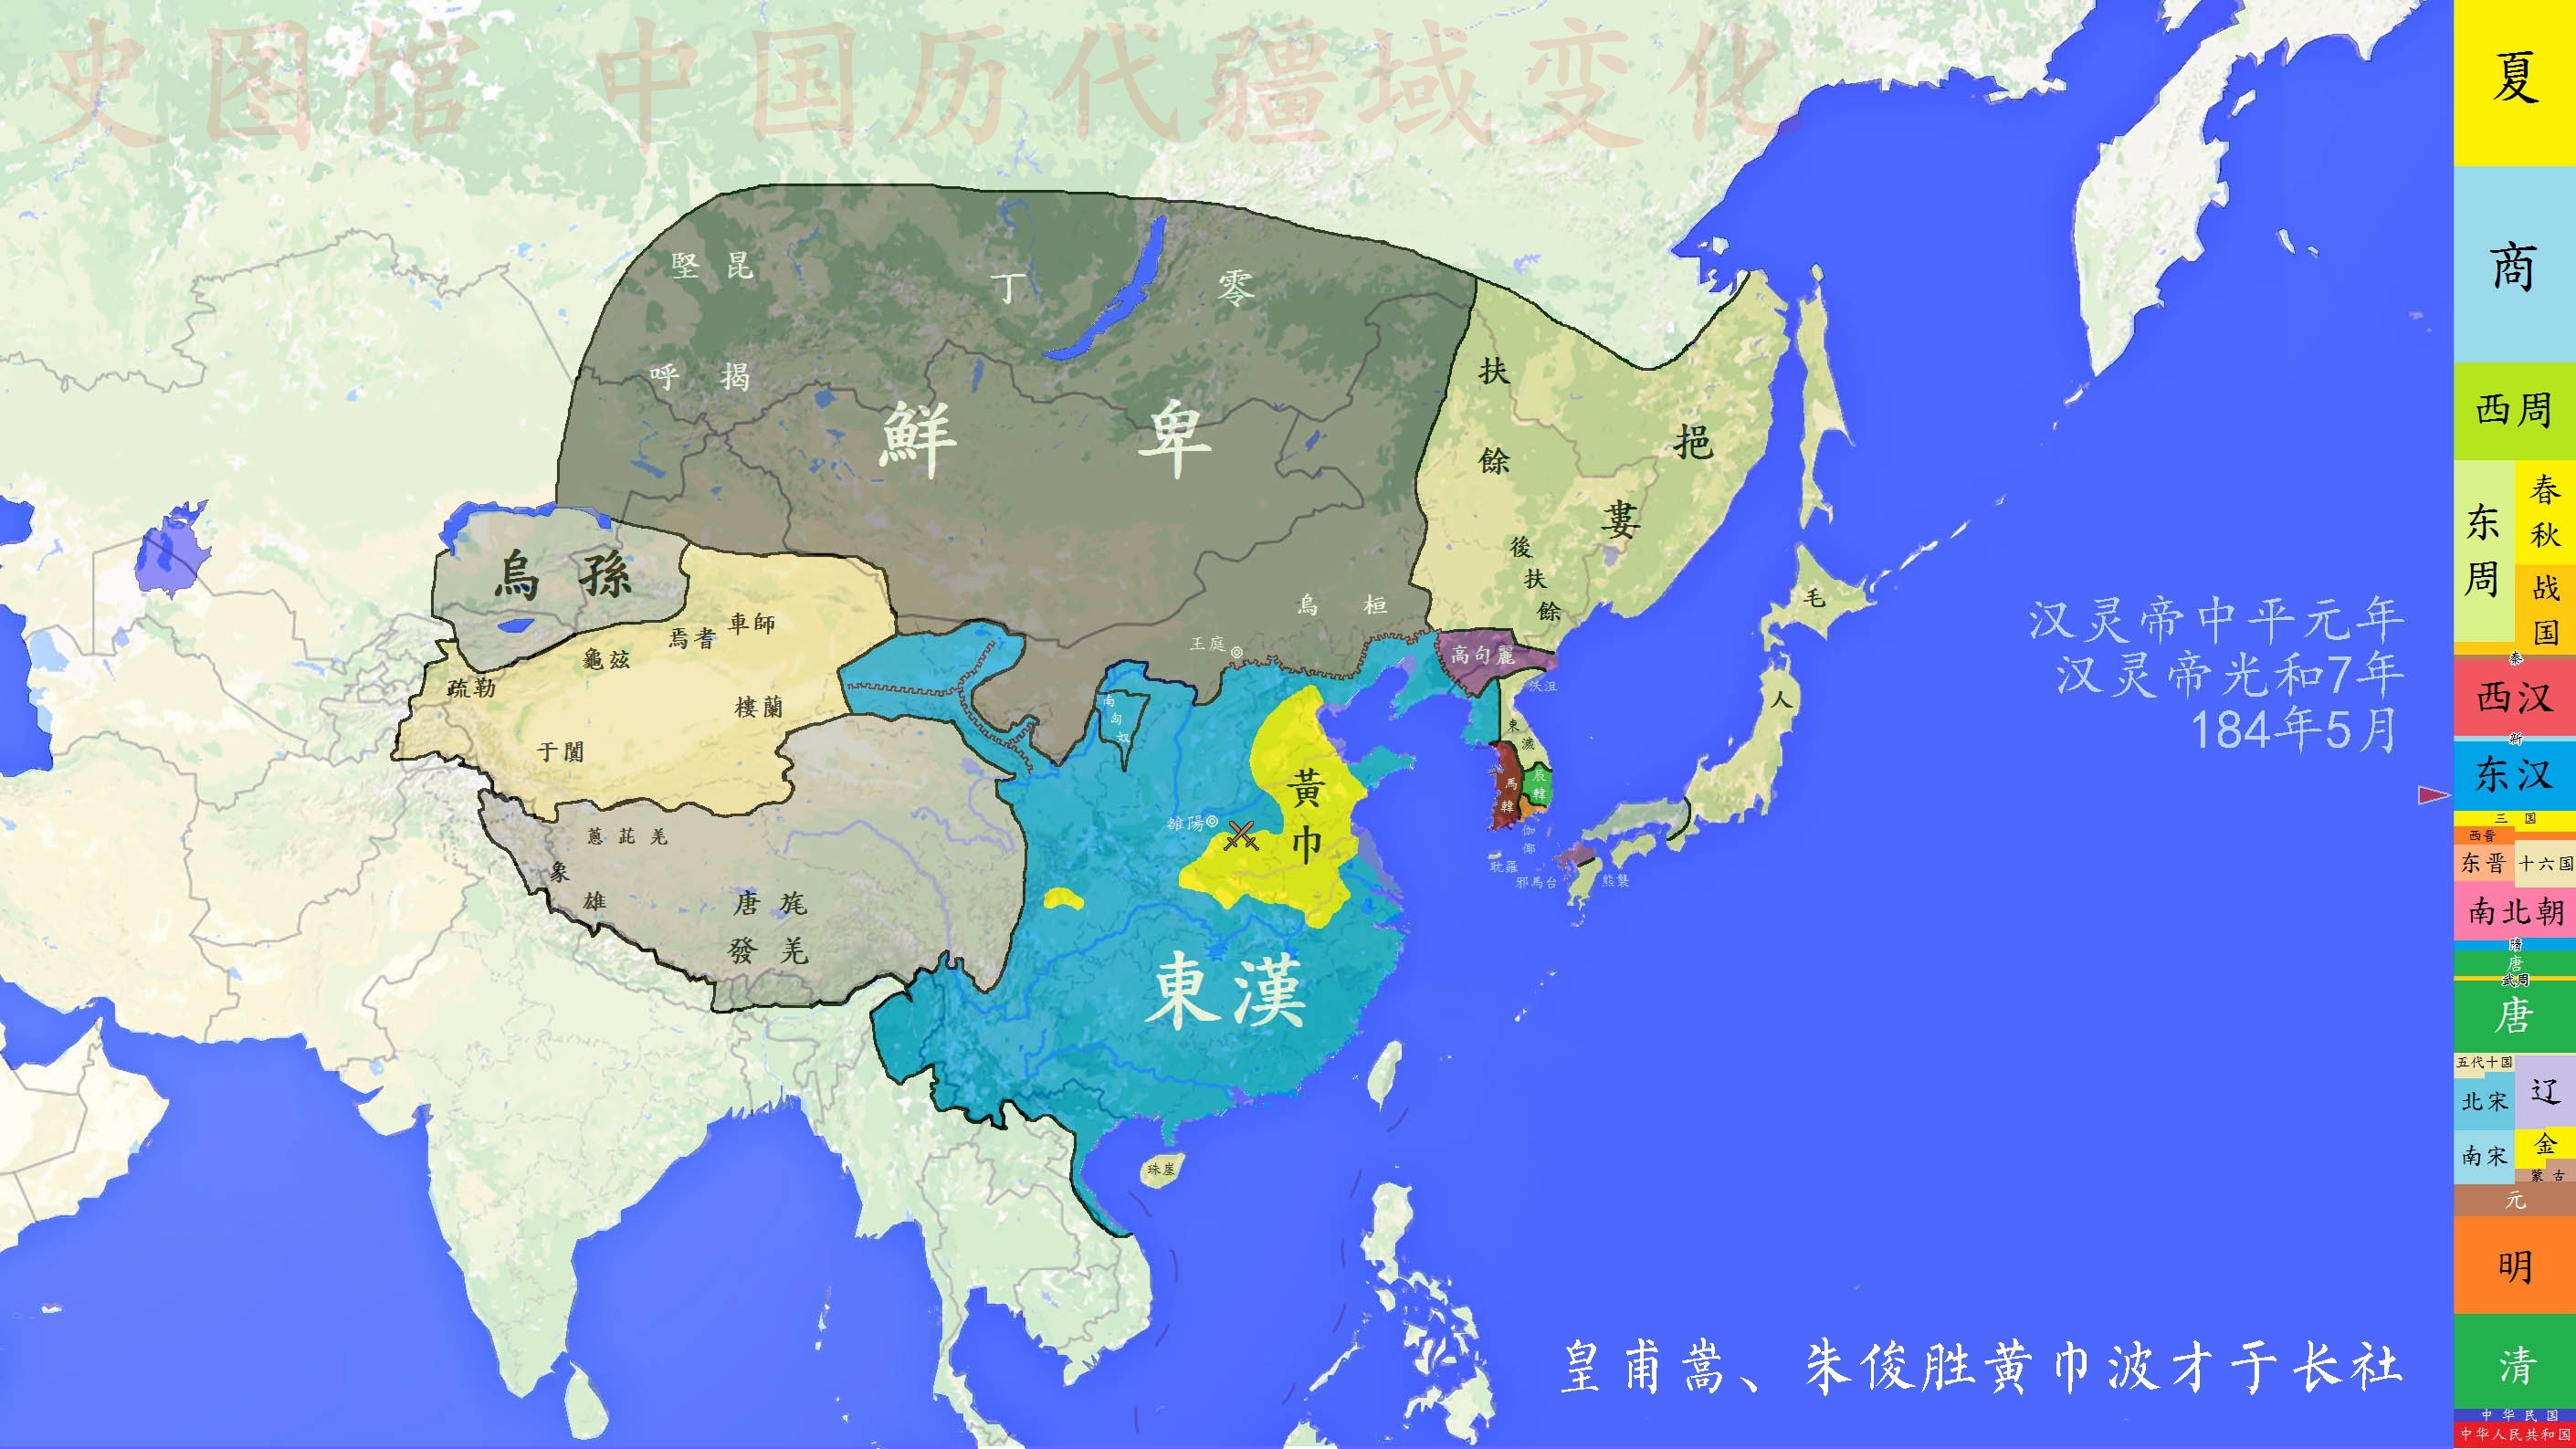 史图馆 中国历代疆域变化
堅昆
丁零
呼揭
鮮卑
扶餘
挹婁
後扶餘
烏孫
烏桓
王庭
車師
焉耆
龜兹
疏勒
樓蘭
于闐
高句麗
沃沮
南匈奴
東濊
馬韓
辰韓
伽倻
耽羅
邪馬台
熊襲
毛人
黃巾
雒陽
蔥茈羌
象雄
唐旄
發羌
東漢
珠崖
汉灵帝中平元年
汉灵帝光和7年
184年5月
皇甫嵩、朱俊胜黄巾波才于长社
夏
商
西周
东周
春秋
战国
秦
西汉
新
东汉
三国
西晋
东晋
十六国
南北朝
隋
唐
武周
唐
五代十国
辽
北宋
金
南宋
蒙古
元
明
清
中华民国
中华人民共和国